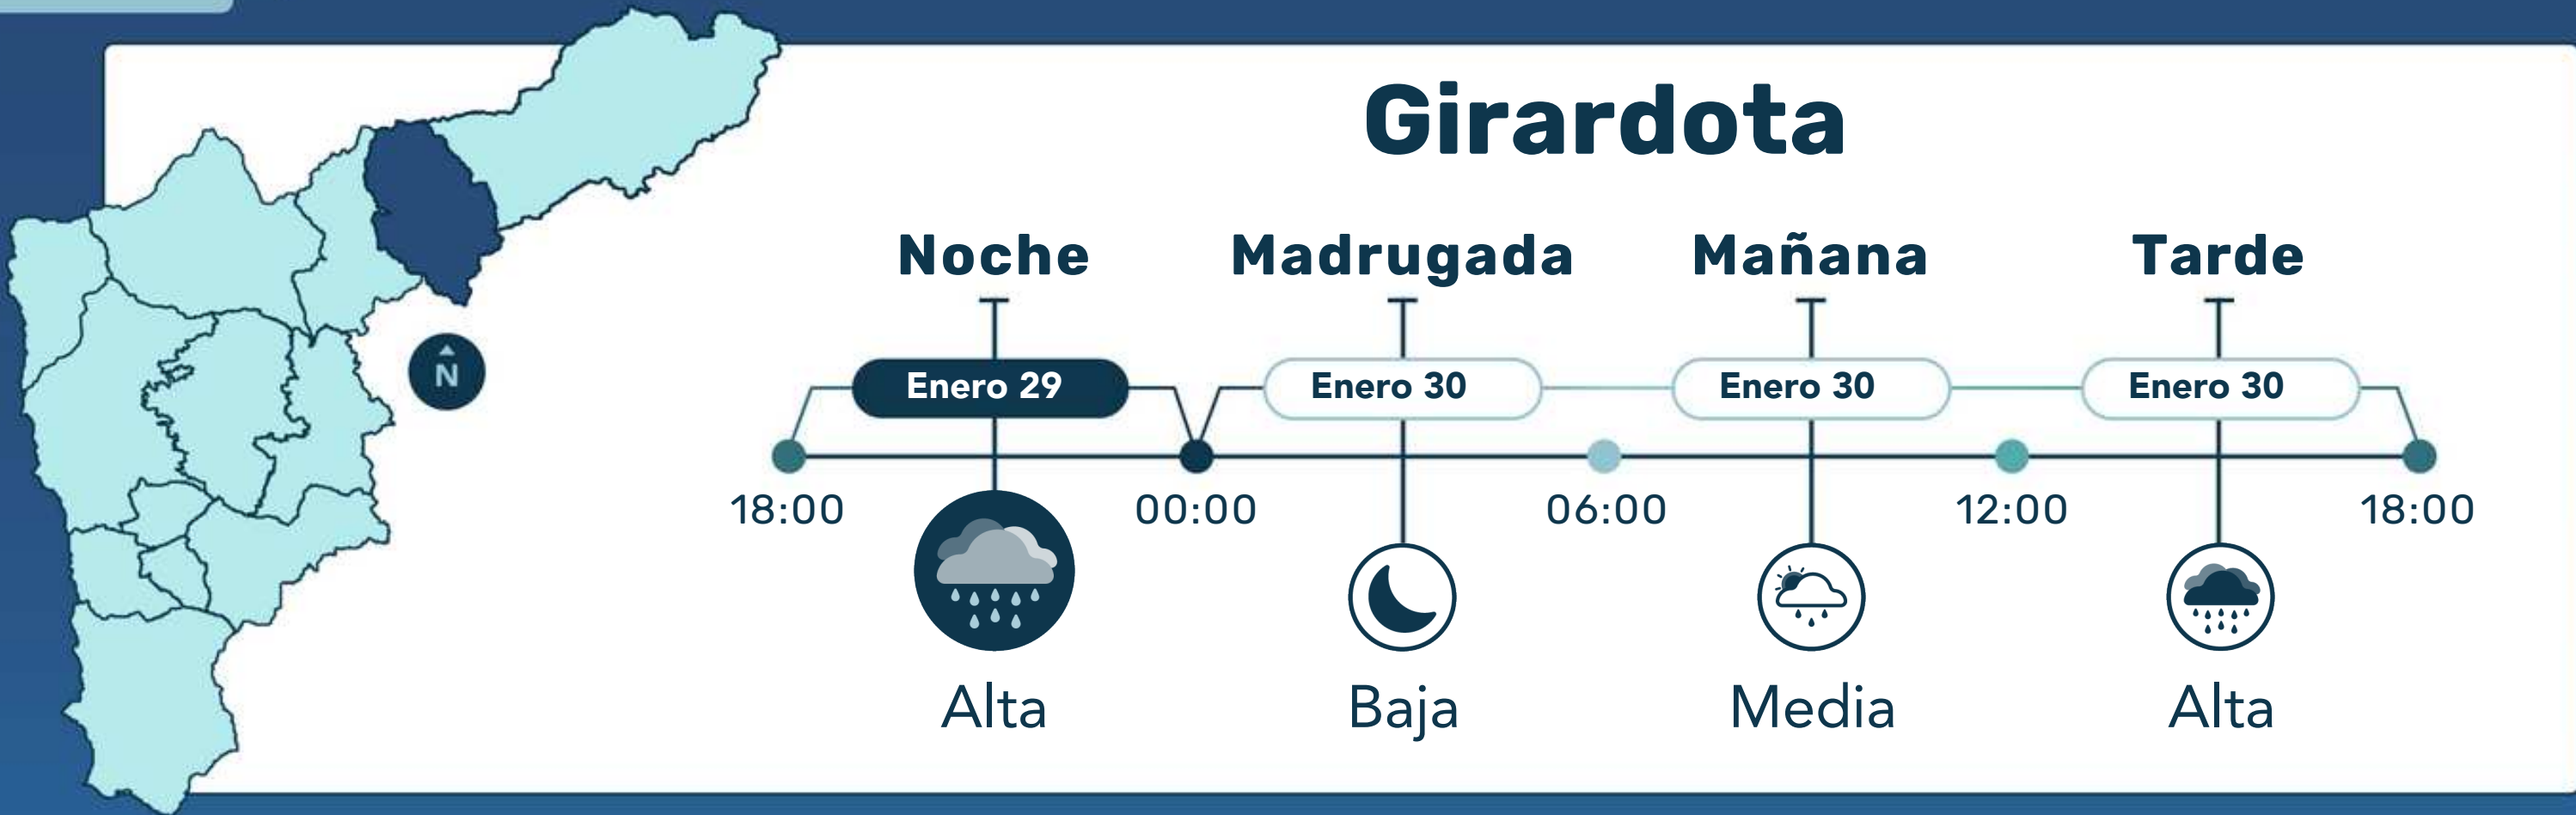 Girardota
Noche Madrugada Mañana Tarde
Enero 29 Enero 30 Enero 30 Enero 30
N
18:00 00:00 06:00 12:00 18:00
Alta Baja Media Alta